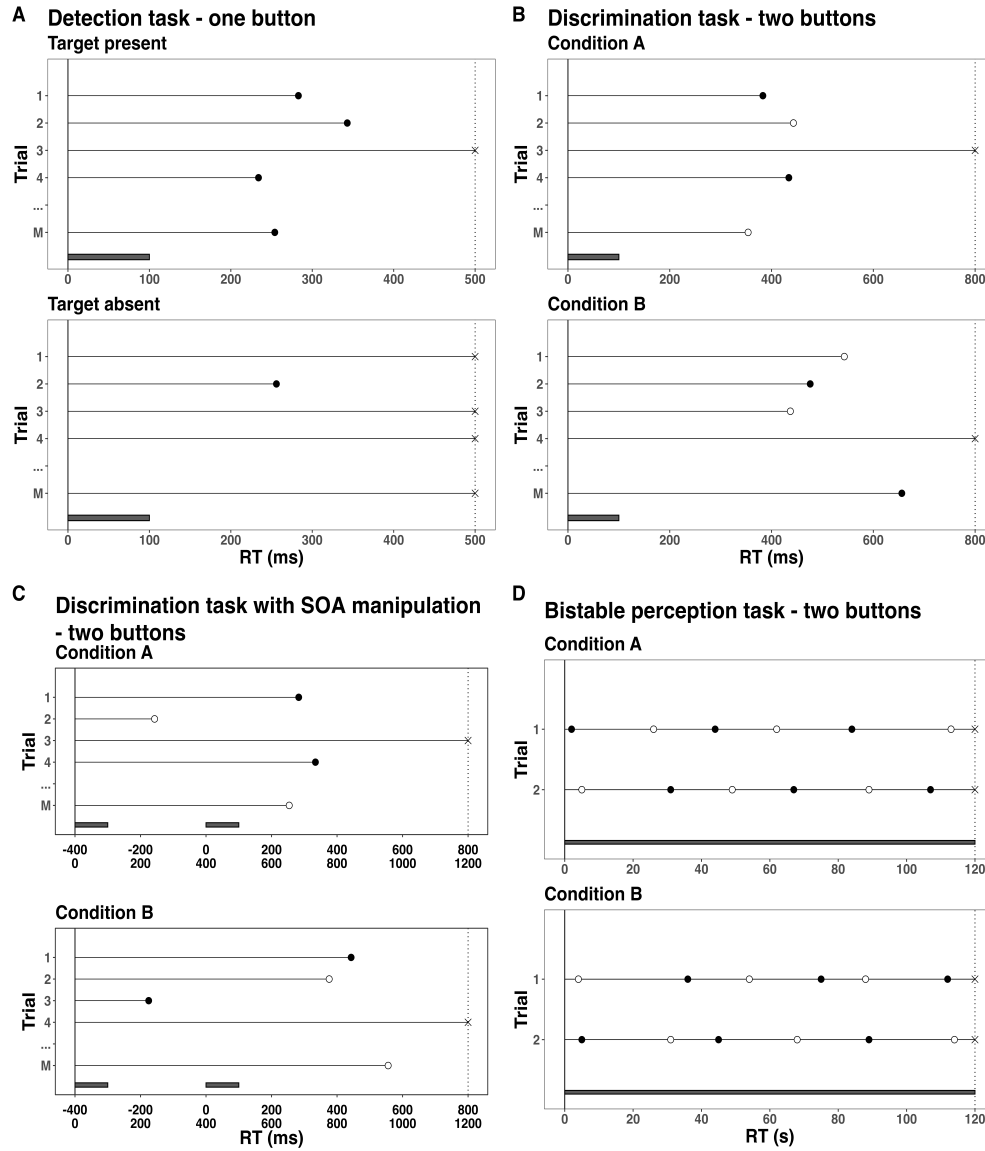 A Detection task - one button
Target present
Trial
1
2
3
4
...
M
0 100 200 300 400 500
Target absent
Trial
1
2
3
4
...
M
0 100 200 300 400 500
RT (ms)
B Discrimination task - two buttons
Condition A
Trial
1
2
3
4
...
M
0 200 400 600 800
Condition B
Trial
1
2
3
4
...
M
0 200 400 600 800
RT (ms)
C Discrimination task with SOA manipulation
- two buttons
Condition A
Trial
1
2
3
4
...
M
-400 -200 0 200 400 600 800
0 200 400 600 800 1000 1200
Condition B
Trial
1
2
3
4
...
M
-400 -200 0 200 400 600 800
0 200 400 600 800 1000 1200
RT (ms)
D Bistable perception task - two buttons
Condition A
Trial
1
2
0 20 40 60 80 100 120
Condition B
Trial
1
2
0 20 40 60 80 100 120
RT (s)